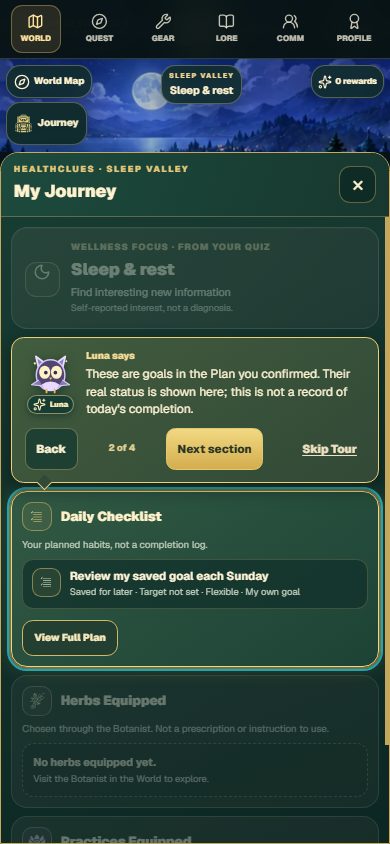 WORLD
QUEST
GEAR
LORE
COMM
PROFILE
World Map
SLEEP VALLEY
Sleep & rest
0 rewards
Journey
HEALTHCLUES · SLEEP VALLEY
My Journey
WELLNESS FOCUS · FROM YOUR QUIZ
Sleep & rest
Find interesting new information
Self-reported interest, not a diagnosis.
Luna says
These are goals in the Plan you confirmed. Their
real status is shown here; this is not a record of
today's completion.
Luna
Back
2 of 4
Next section
Skip Tour
Daily Checklist
Your planned habits, not a completion log.
Review my saved goal each Sunday
Saved for later · Target not set · Flexible · My own goal
View Full Plan
Herbs Equipped
Chosen through the Botanist. Not a prescription or instruction to use.
No herbs equipped yet.
Visit the Botanist in the World to explore.
Practices Equipped